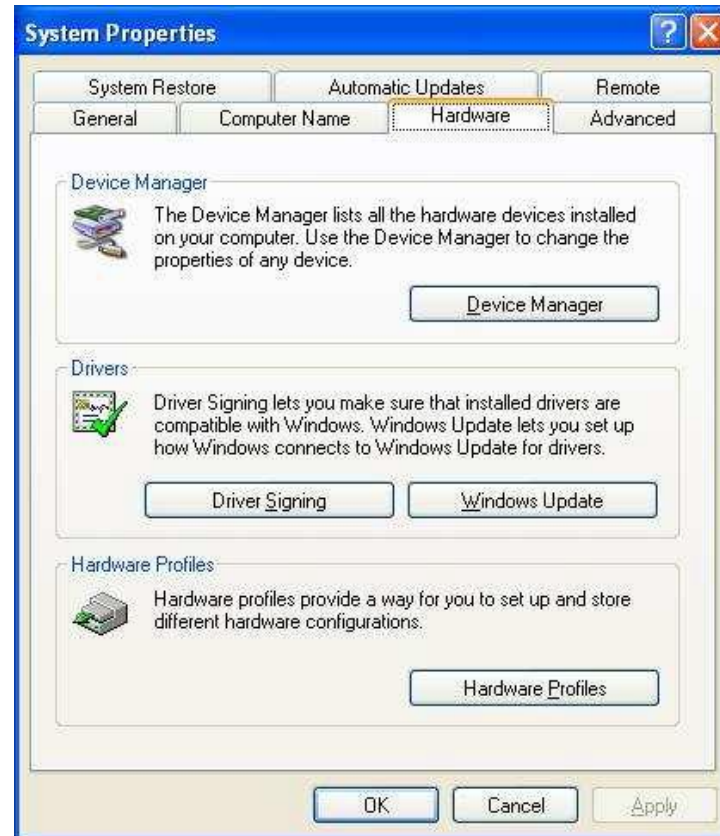 System Properties
System Restore Automatic Updates Remote
General Computer Name Hardware Advanced
Device Manager
The Device Manager lists all the hardware devices installed
on your computer. Use the Device Manager to change the
properties of any device.
Device Manager
Drivers
Driver Signing lets you make sure that installed drivers are
compatible with Windows. Windows Update lets you set up
how Windows connects to Windows Update for drivers.
Driver Signing Windows Update
Hardware Profiles
Hardware profiles provide a way for you to set up and store
different hardware configurations.
Hardware Profiles
OK Cancel Apply